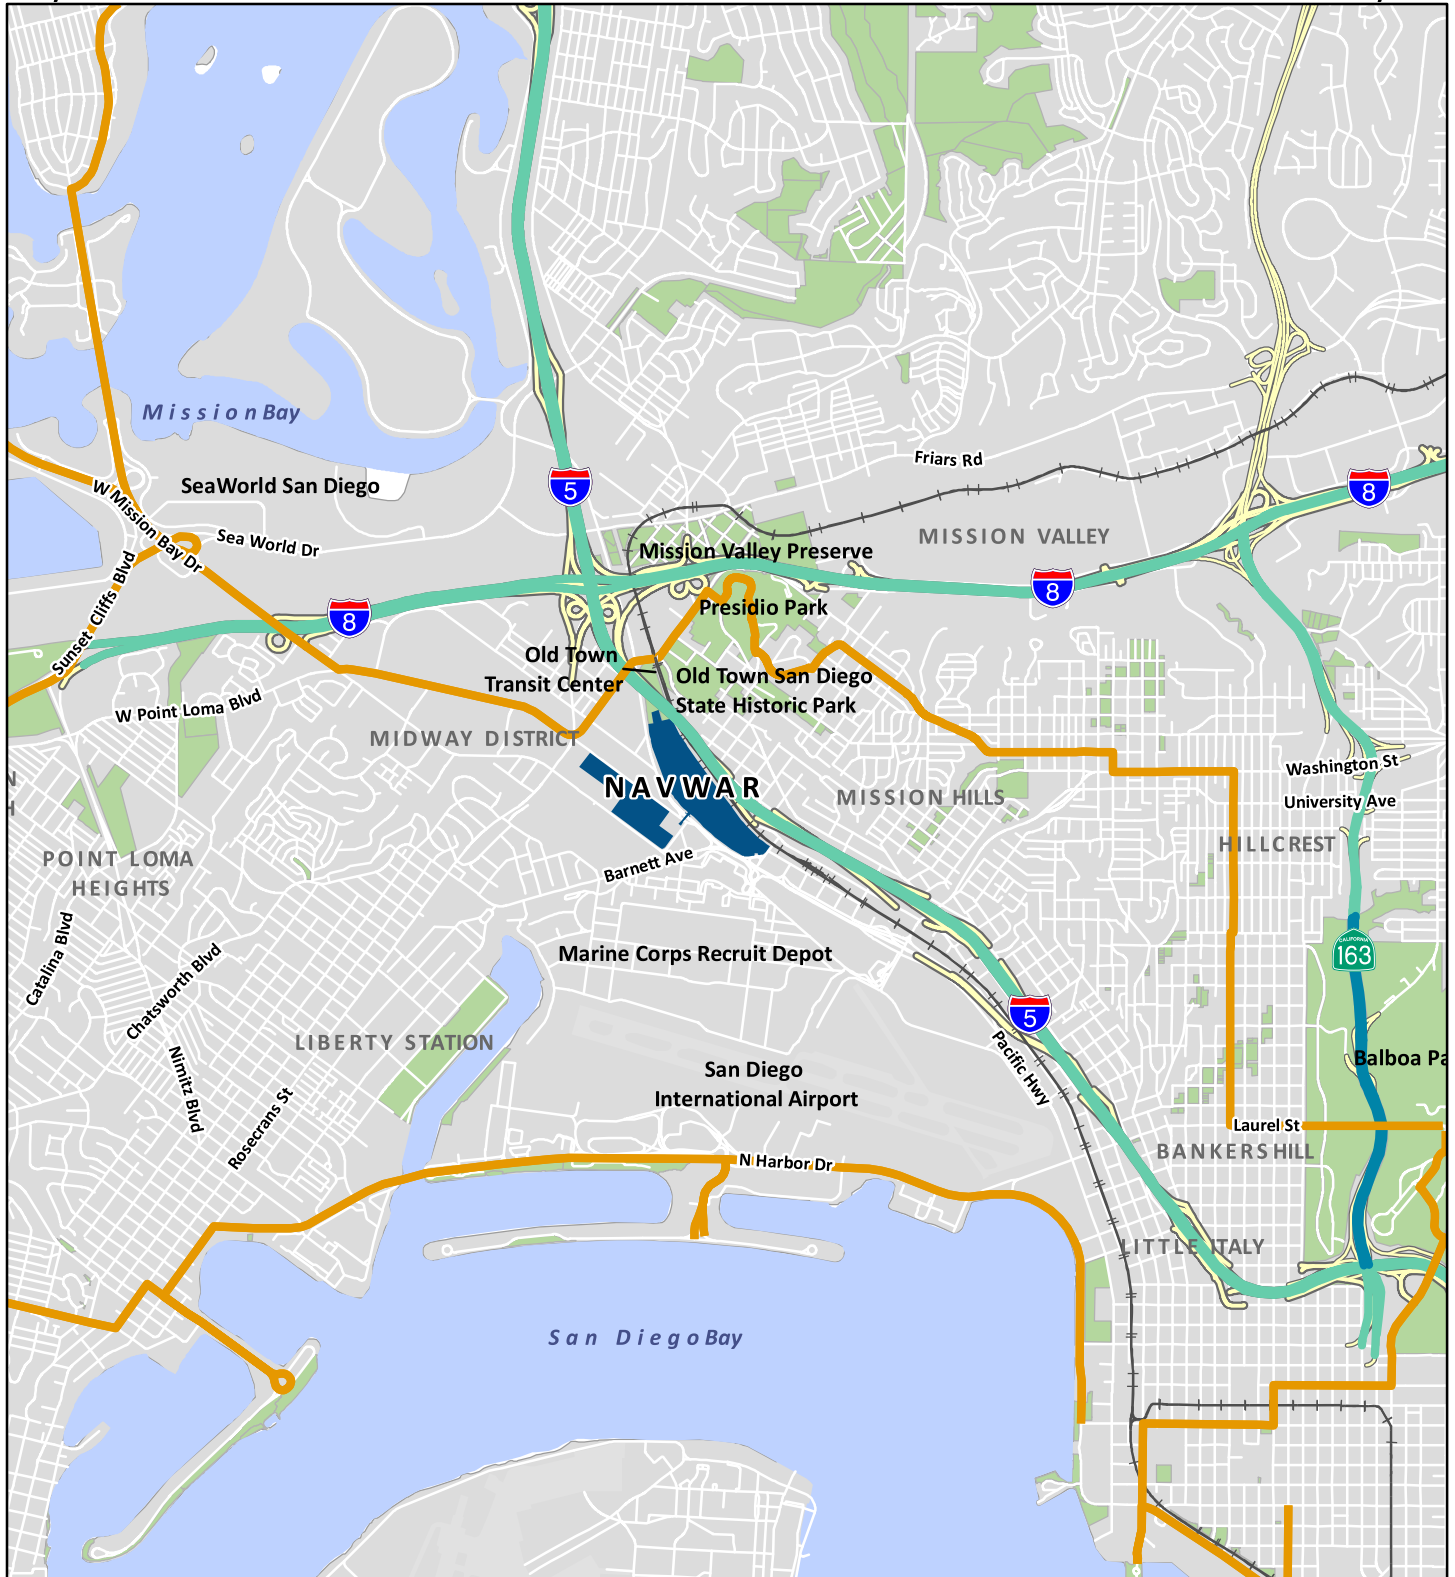 Mission Bay
SeaWorld San Diego
5
Friars Rd
8
W Mission Bay Dr
Sea World Dr
MISSION VALLEY
Mission Valley Preserve
Sunset Cliffs Blvd
8
8
Presidio Park
Old Town
Transit Center
Old Town San Diego
State Historic Park
W Point Loma Blvd
MIDWAY DISTRICT
NAVWAR
Washington St
University Ave
MISSION HILLS
HILLCREST
POINT LOMA
HEIGHTS
Barnett Ave
Catalina Blvd
Chatsworth Blvd
Marine Corps Recruit Depot
CALIFORNIA
163
5
LIBERTY STATION
Nimitz Blvd
Rosecrans St
San Diego
International Airport
Pacific Hwy
Balboa Pa
Laurel St
BANKERS HILL
N Harbor Dr
LITTLE ITALY
San Diego Bay